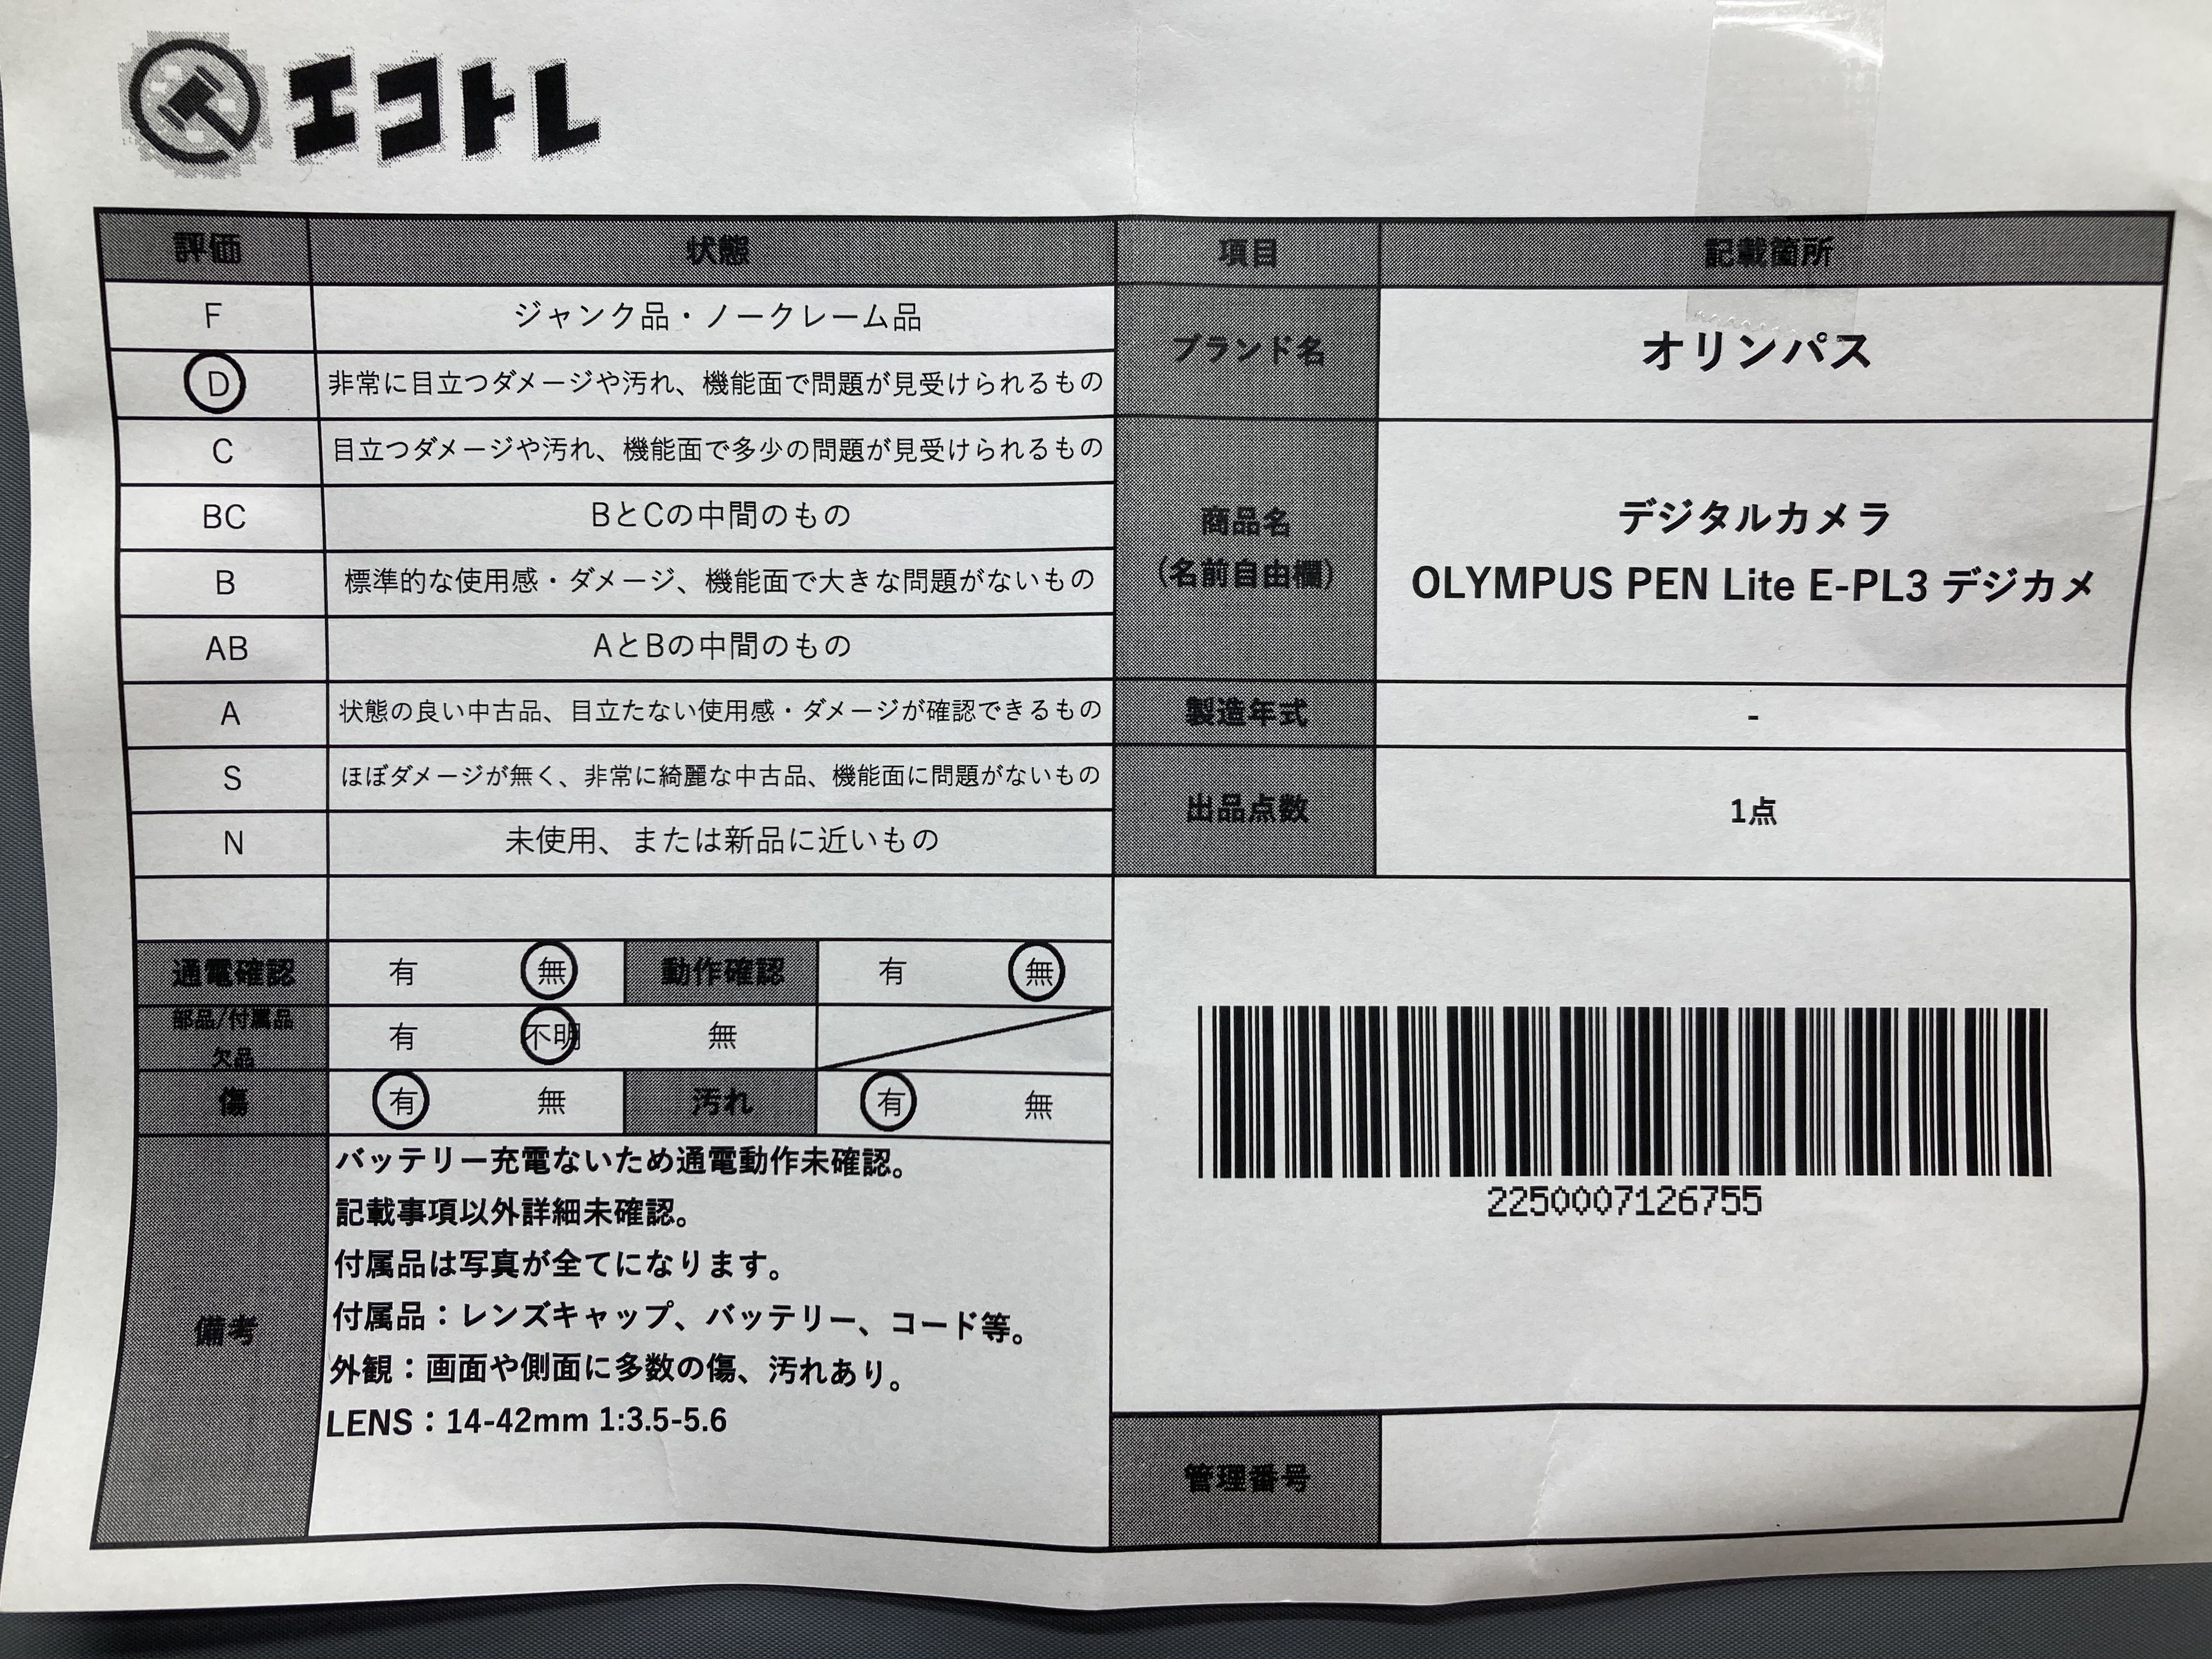 エコトレ
評価 状態 項目 記載箇所
F ジャンク品・ノークレーム品
D 非常に目立つダメージや汚れ、機能面で問題が見受けられるもの
ブランド名 オリンパス
C 目立つダメージや汚れ、機能面で多少の問題が見受けられるもの
BC BとCの中間のもの
B 標準的な使用感・ダメージ、機能面で大きな問題がないもの
AB AとBの中間のもの
商品名
(名前自由欄)
デジタルカメラ
OLYMPUS PEN Lite E-PL3 デジカメ
A 状態の良い中古品、目立たない使用感・ダメージが確認できるもの
製造年式 -
S ほぼダメージが無く、非常に綺麗な中古品、機能面に問題がないもの
N 未使用、または新品に近いもの
出品点数 1点
通電確認 有 無 動作確認 有 無
部品/付属品
欠品
有 不明 無
傷 有 無 汚れ 有 無
備考
バッテリー充電ないため通電動作未確認。
記載事項以外詳細未確認。
付属品は写真が全てになります。
付属品：レンズキャップ、バッテリー、コード等。
外観：画面や側面に多数の傷、汚れあり。
LENS：14-42mm 1:3.5-5.6
2250007126755
管理番号